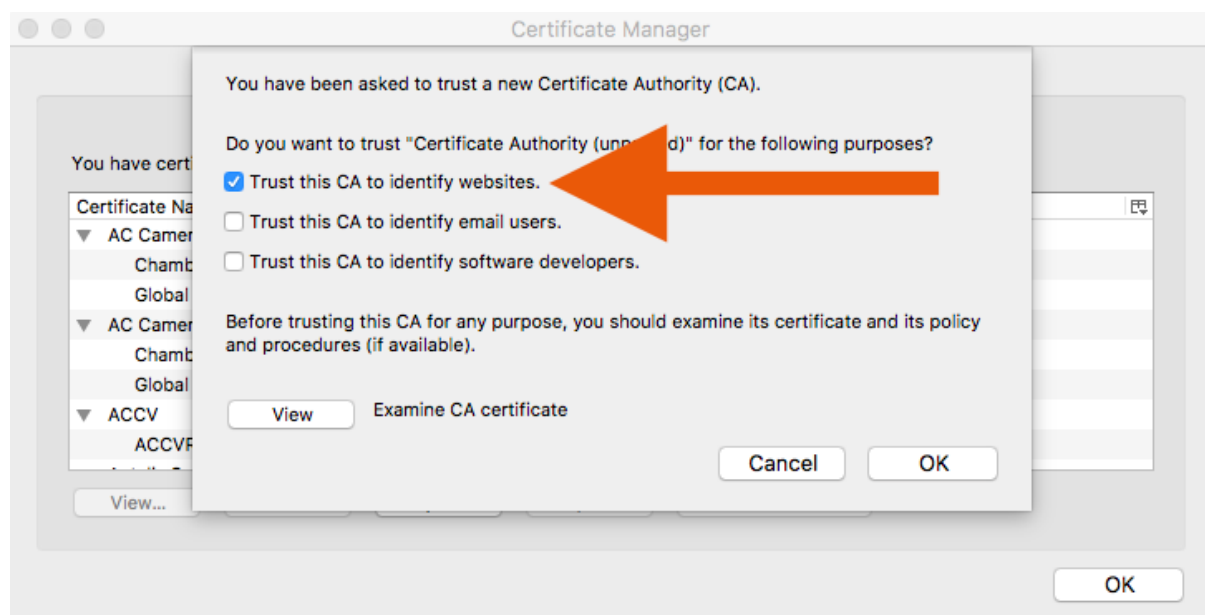 Certificate Manager
You have been asked to trust a new Certificate Authority (CA).
Do you want to trust "Certificate Authority for the following purposes?
Trust this CA to identify websites.
You have certi
Certificate Na
Trust this CA to identify email users.
AC Camer
Chamb
Trust this CA to identify software developers.
Global
AC Camer
Before trusting this CA for any purpose, you should examine its certificate and its policy
and procedures (if available).
Chamb
Global
ACCV
View
Examine CA certificate
ACCVR
Cancel
OK
View...
OK